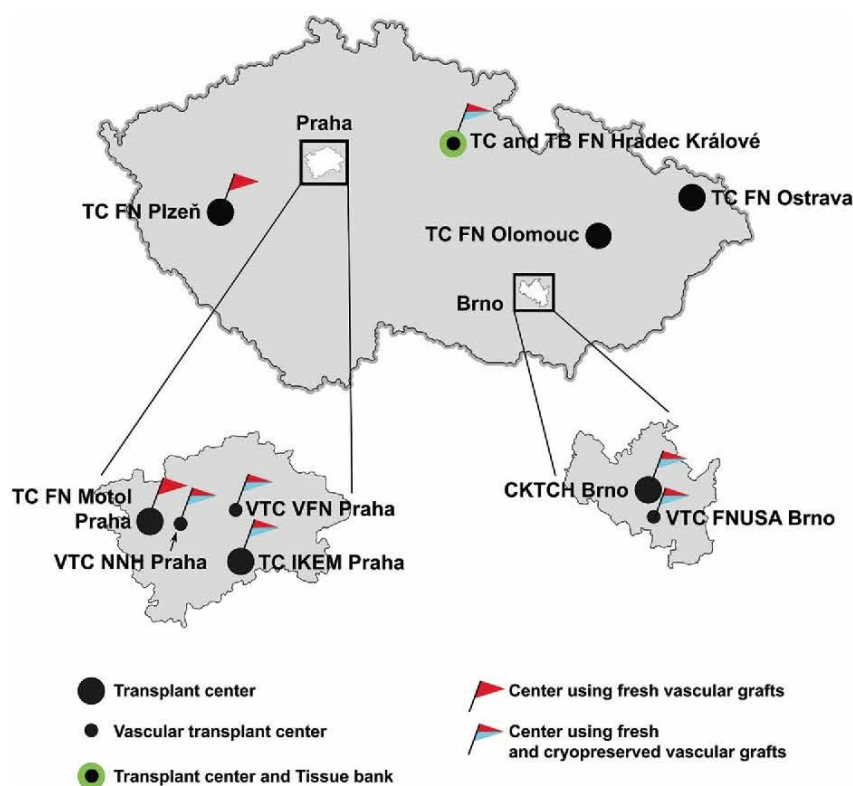 Praha
TC and TB FN Hradec Králové
TC FN Plzeň
TC FN Ostrava
TC FN Olomouc
Brno
TC FN Motol
Praha
VTC VFN Praha
VTC NNH Praha
TC IKEM Praha
CKTCH Brno
VTC FNUSA Brno
Transplant center
Vascular transplant center
Transplant center and Tissue bank
Center using fresh vascular grafts
Center using fresh
and cryopreserved vascular grafts